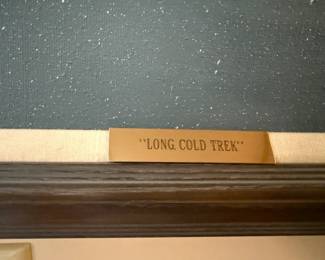 "LONG, COLD TREK"